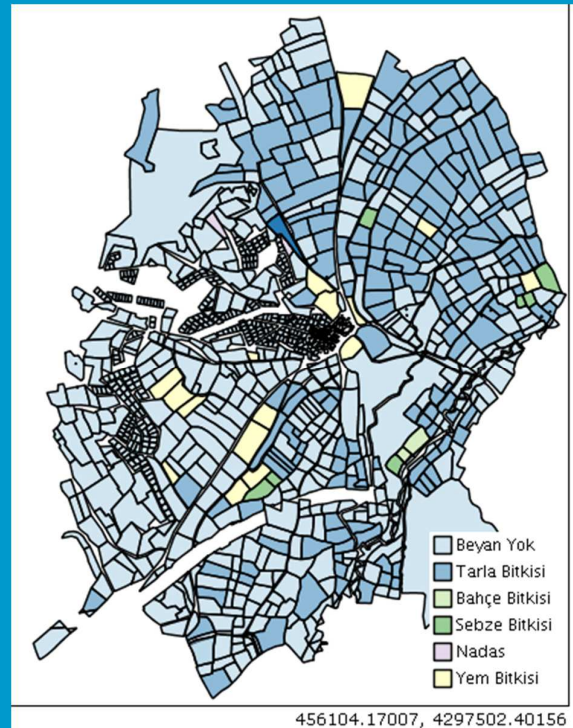 Beyan Yok
Tarla Bitkisi
Bahçe Bitkisi
Sebze Bitkisi
Nadas
Yem Bitkisi
456104.17007, 4297502.40156